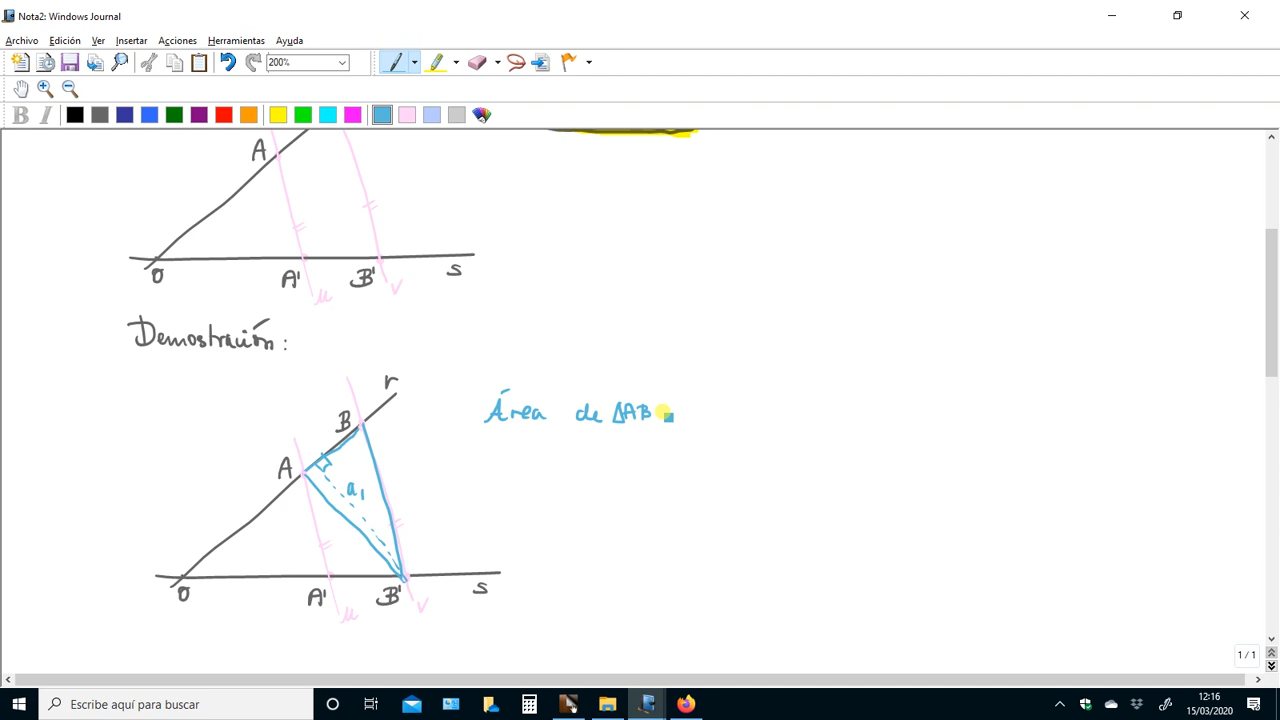 Nota2: Windows Journal
Archivo Edición Ver Insertar Acciones Herramientas Ayuda
200%
B I
A
O A' B' s
u v
Demostración:
r
B
Área de ΔAB
A
a1
O A' B' s
u v
1 / 1
Escribe aquí para buscar
12:16
15/03/2020